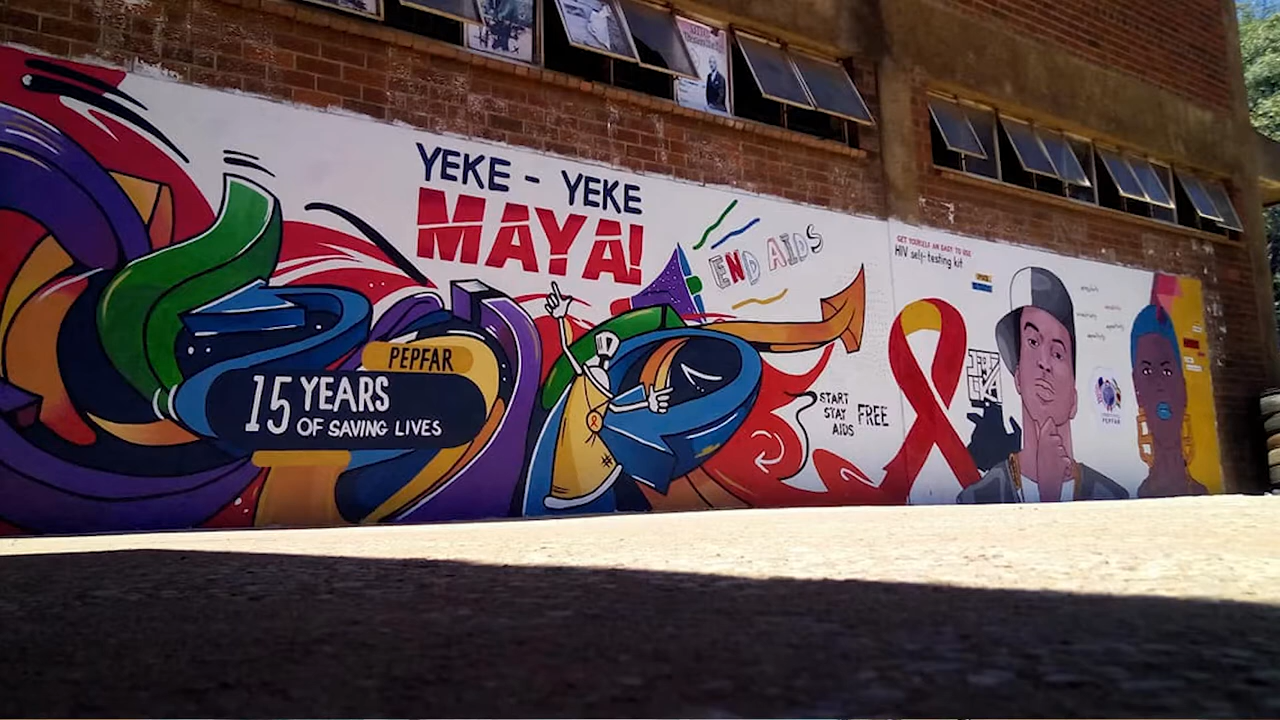 YEKE - YEKE
MAYA!
END AIDS
PEPFAR
15 YEARS
OF SAVING LIVES
START
STAY
AIDS
FREE
GET YOURSELF AN EASY TO USE
HIV self-testing kit
PEPFAR